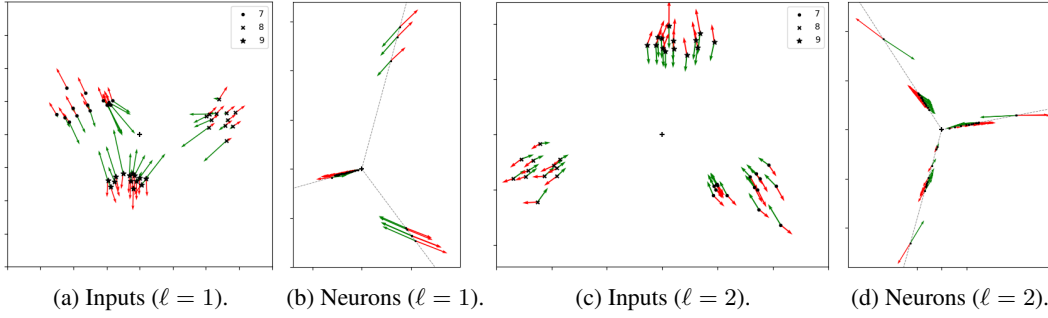 7
8
9
7
8
9
(a) Inputs (ℓ = 1).
(b) Neurons (ℓ = 1).
(c) Inputs (ℓ = 2).
(d) Neurons (ℓ = 2).